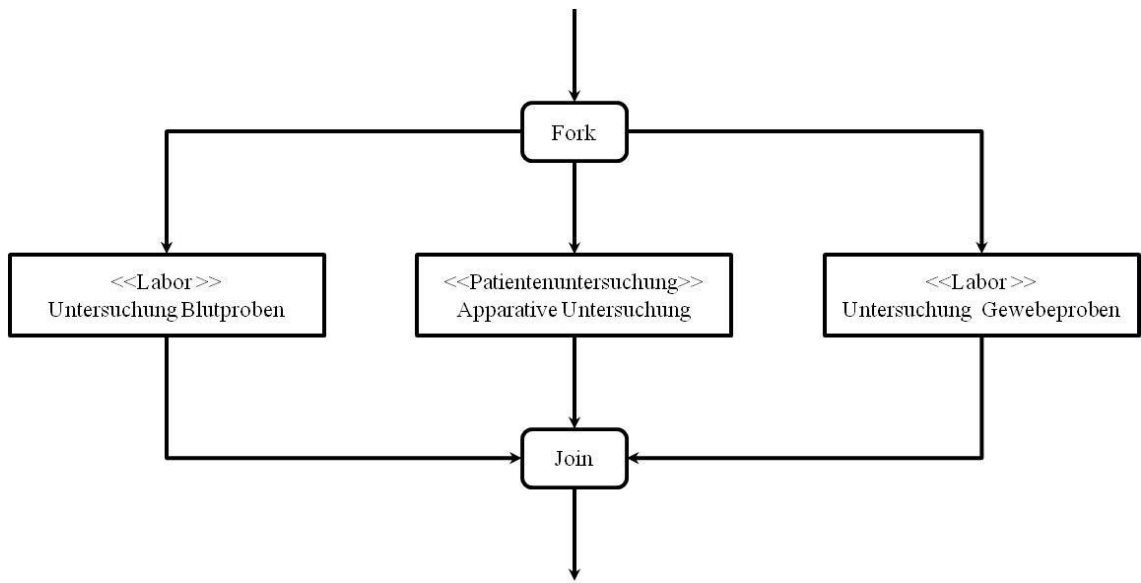 Fork
<<Labor>>
Untersuchung Blutproben
<<Patientenuntersuchung>>
Apparative Untersuchung
<<Labor>>
Untersuchung Gewebeproben
Join